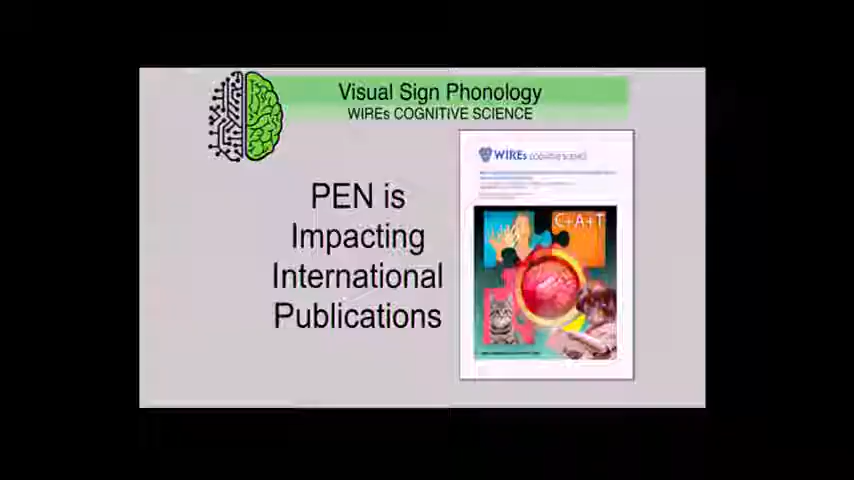 Visual Sign Phonology
WIREs COGNITIVE SCIENCE
PEN is
Impacting
International
Publications
WIREs COGNITIVE SCIENCE
C+A+T